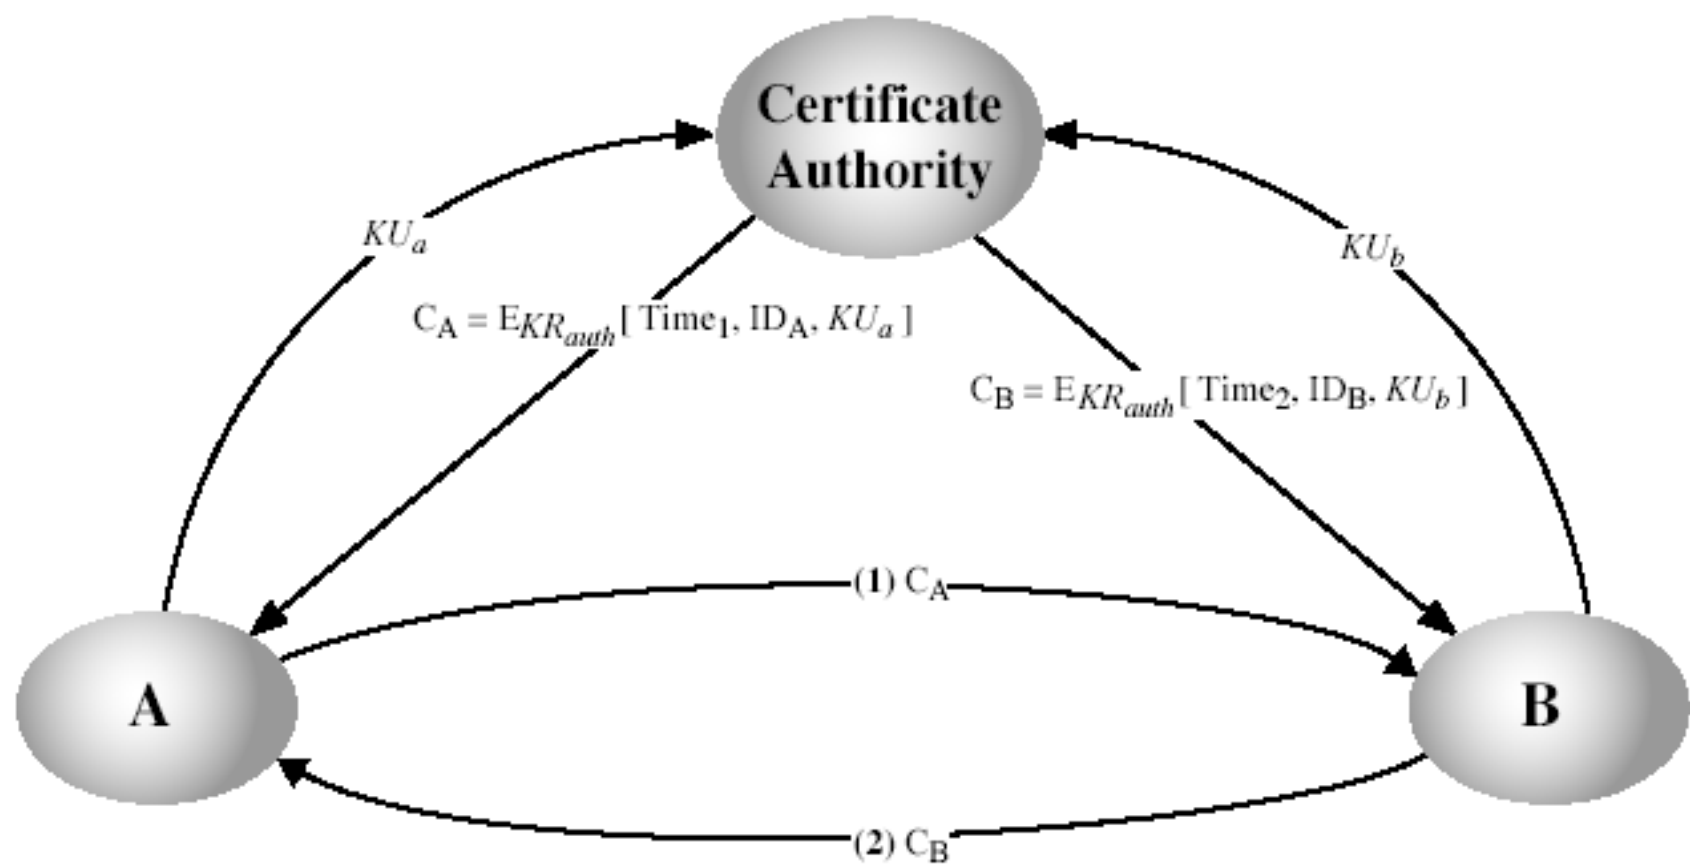 Certificate
Authority
KUa
KUb
CA = EKRauth[ Time1, IDA, KUa ]
CB = EKRauth[ Time2, IDB, KUb ]
(1) CA
A
B
(2) CB